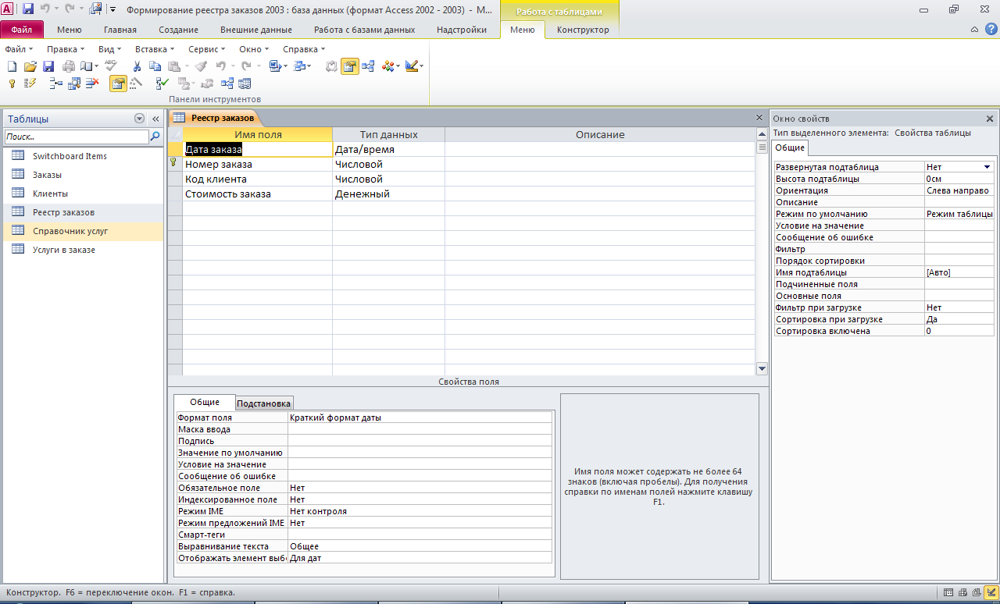 Формирование реестра заказов 2003 : база данных (формат Access 2002 - 2003) - M...
Работа с таблицами
Файл Меню Главная Создание Внешние данные Работа с базами данных Надстройки Меню Конструктор
Файл Правка Вид Вставка Сервис Окно Справка
Панели инструментов
Таблицы
Поиск...
Switchboard Items
Заказы
Клиенты
Реестр заказов
Справочник услуг
Услуги в заказе
Реестр заказов
Имя поля Тип данных Описание
Дата заказа Дата/время
Номер заказа Числовой
Код клиента Числовой
Стоимость заказа Денежный
Свойства поля
Общие Подстановка
Формат поля Краткий формат даты
Маска ввода
Подпись
Значение по умолчанию
Условие на значение
Сообщение об ошибке
Обязательное поле Нет
Индексированное поле Нет
Режим IME Нет контроля
Режим предложений IME Нет
Смарт-теги
Выравнивание текста Общее
Отображать элемент выбо Для дат
Имя поля может содержать не более 64
знаков (включая пробелы). Для получения
справки по именам полей нажмите клавишу
F1.
Окно свойств
Тип выделенного элемента: Свойства таблицы
Общие
Развернутая подтаблица Нет
Высота подтаблицы 0см
Ориентация Слева направо
Описание
Режим по умолчанию Режим таблицы
Условие на значение
Сообщение об ошибке
Фильтр
Порядок сортировки
Имя подтаблицы [Авто]
Подчиненные поля
Основные поля
Фильтр при загрузке Нет
Сортировка при загрузке Да
Сортировка включена 0
Конструктор. F6 = переключение окон. F1 = справка.